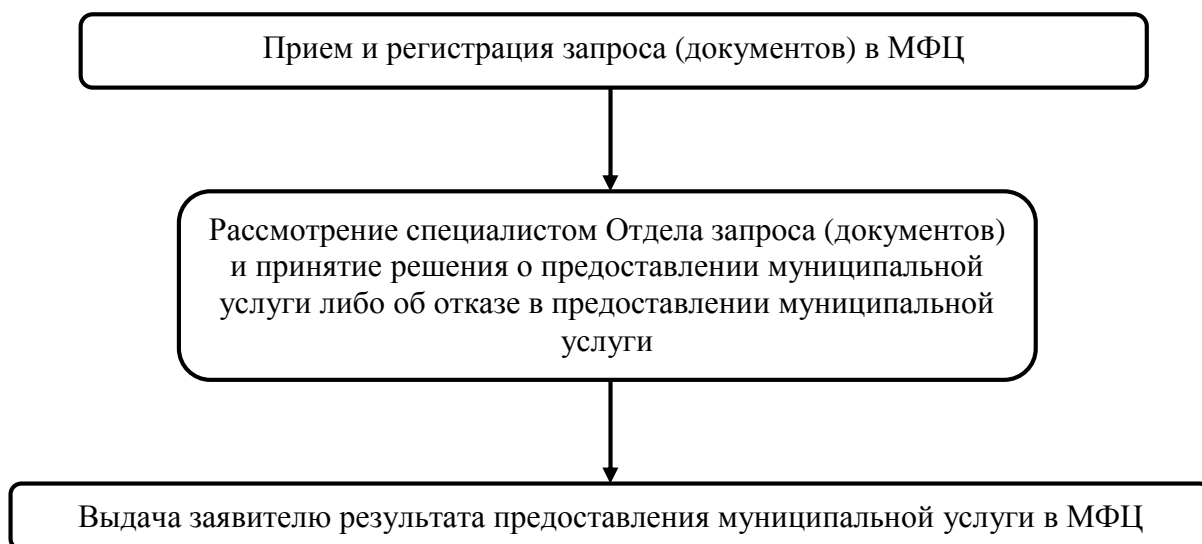 Прием и регистрация запроса (документов) в МФЦ
Рассмотрение специалистом Отдела запроса (документов)
и принятие решения о предоставлении муниципальной
услуги либо об отказе в предоставлении муниципальной
услуги
Выдача заявителю результата предоставления муниципальной услуги в МФЦ